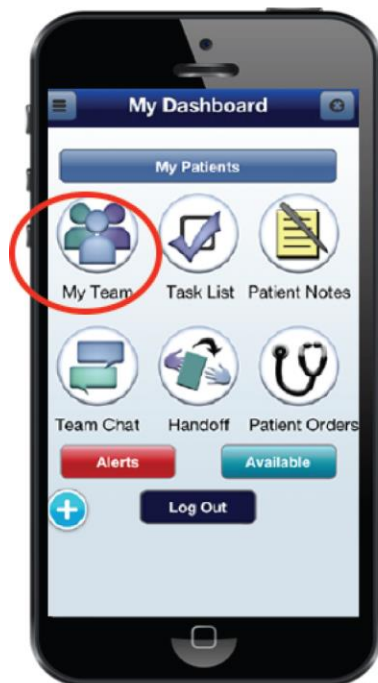 My Dashboard
My Patients
My Team Task List Patient Notes
Team Chat Handoff Patient Orders
Alerts Available
Log Out